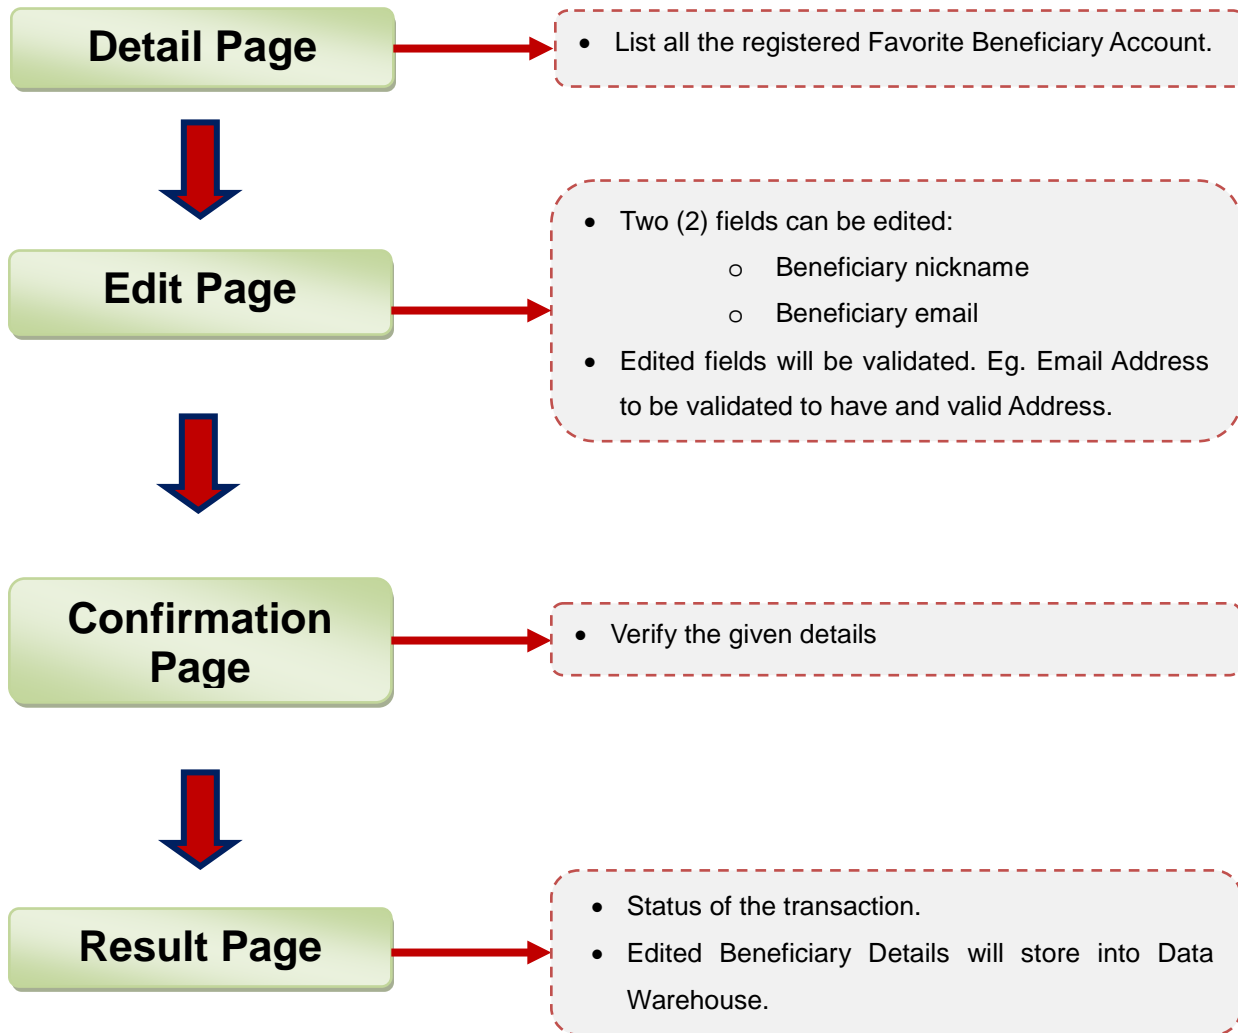 Detail Page
• List all the registered Favorite Beneficiary Account.
Edit Page
• Two (2) fields can be edited:
o Beneficiary nickname
o Beneficiary email
• Edited fields will be validated. Eg. Email Address
to be validated to have and valid Address.
Confirmation
Page
• Verify the given details
Result Page
• Status of the transaction.
• Edited Beneficiary Details will store into Data
Warehouse.